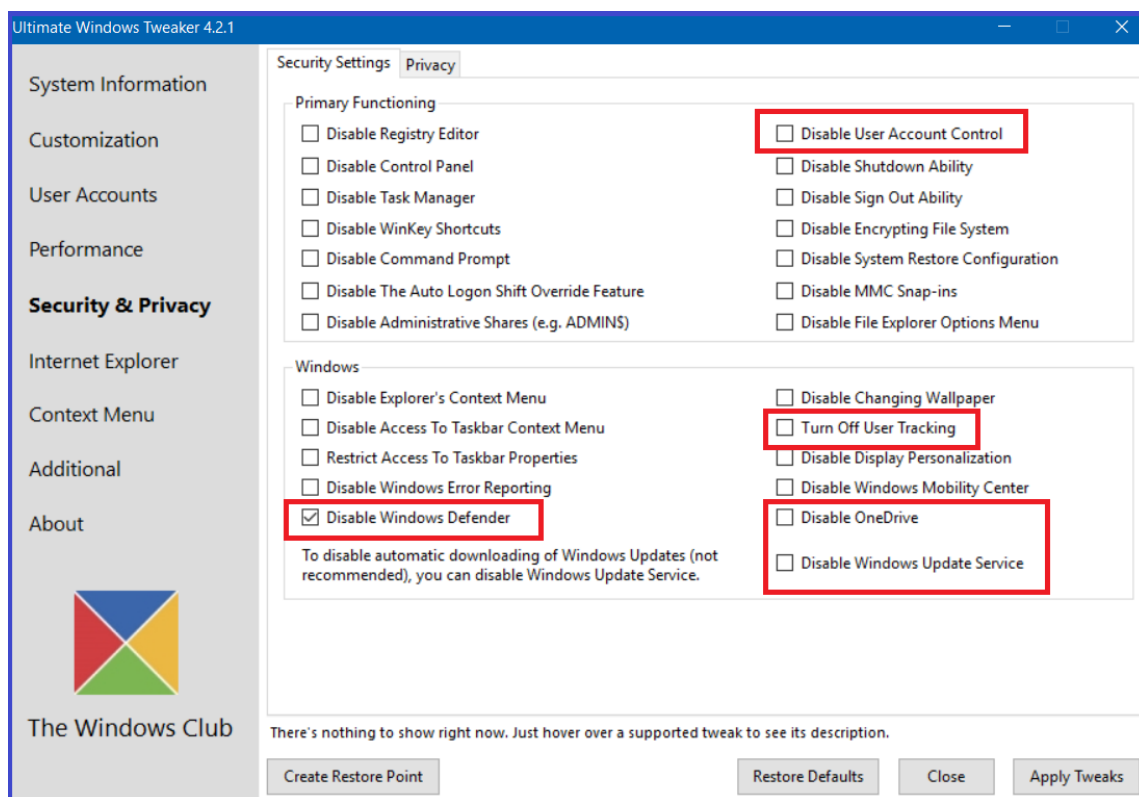 Ultimate Windows Tweaker 4.2.1
System Information
Customization
User Accounts
Performance
Security & Privacy
Internet Explorer
Context Menu
Additional
About
The Windows Club
Security Settings
Privacy
Primary Functioning
Disable Registry Editor
Disable Control Panel
Disable Task Manager
Disable WinKey Shortcuts
Disable Command Prompt
Disable The Auto Logon Shift Override Feature
Disable Administrative Shares (e.g. ADMIN$)
Disable User Account Control
Disable Shutdown Ability
Disable Sign Out Ability
Disable Encrypting File System
Disable System Restore Configuration
Disable MMC Snap-ins
Disable File Explorer Options Menu
Windows
Disable Explorer's Context Menu
Disable Access To Taskbar Context Menu
Restrict Access To Taskbar Properties
Disable Windows Error Reporting
Disable Windows Defender
To disable automatic downloading of Windows Updates (not
recommended), you can disable Windows Update Service.
Disable Changing Wallpaper
Turn Off User Tracking
Disable Display Personalization
Disable Windows Mobility Center
Disable OneDrive
Disable Windows Update Service
There's nothing to show right now. Just hover over a supported tweak to see its description.
Create Restore Point
Restore Defaults
Close
Apply Tweaks